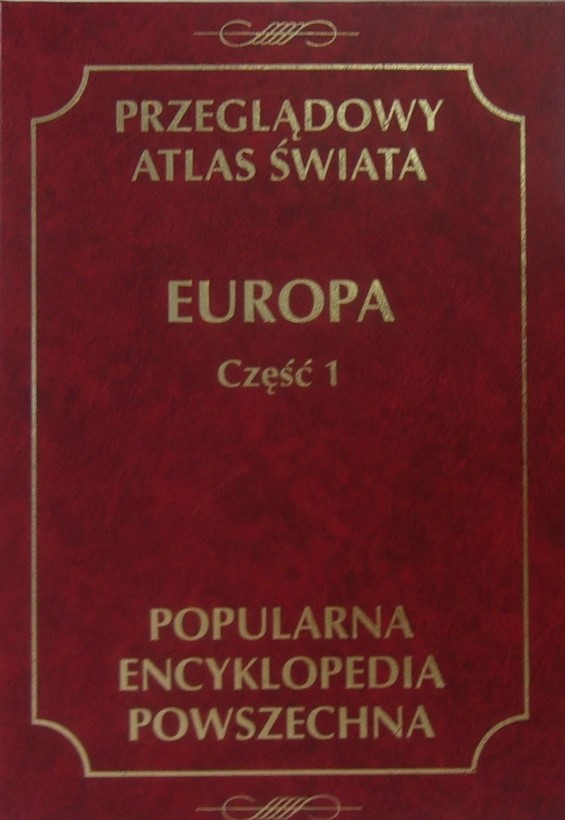 PRZEGLĄDOWY
ATLAS ŚWIATA
EUROPA
Część 1
POPULARNA
ENCYKLOPEDIA
POWSZECHNA